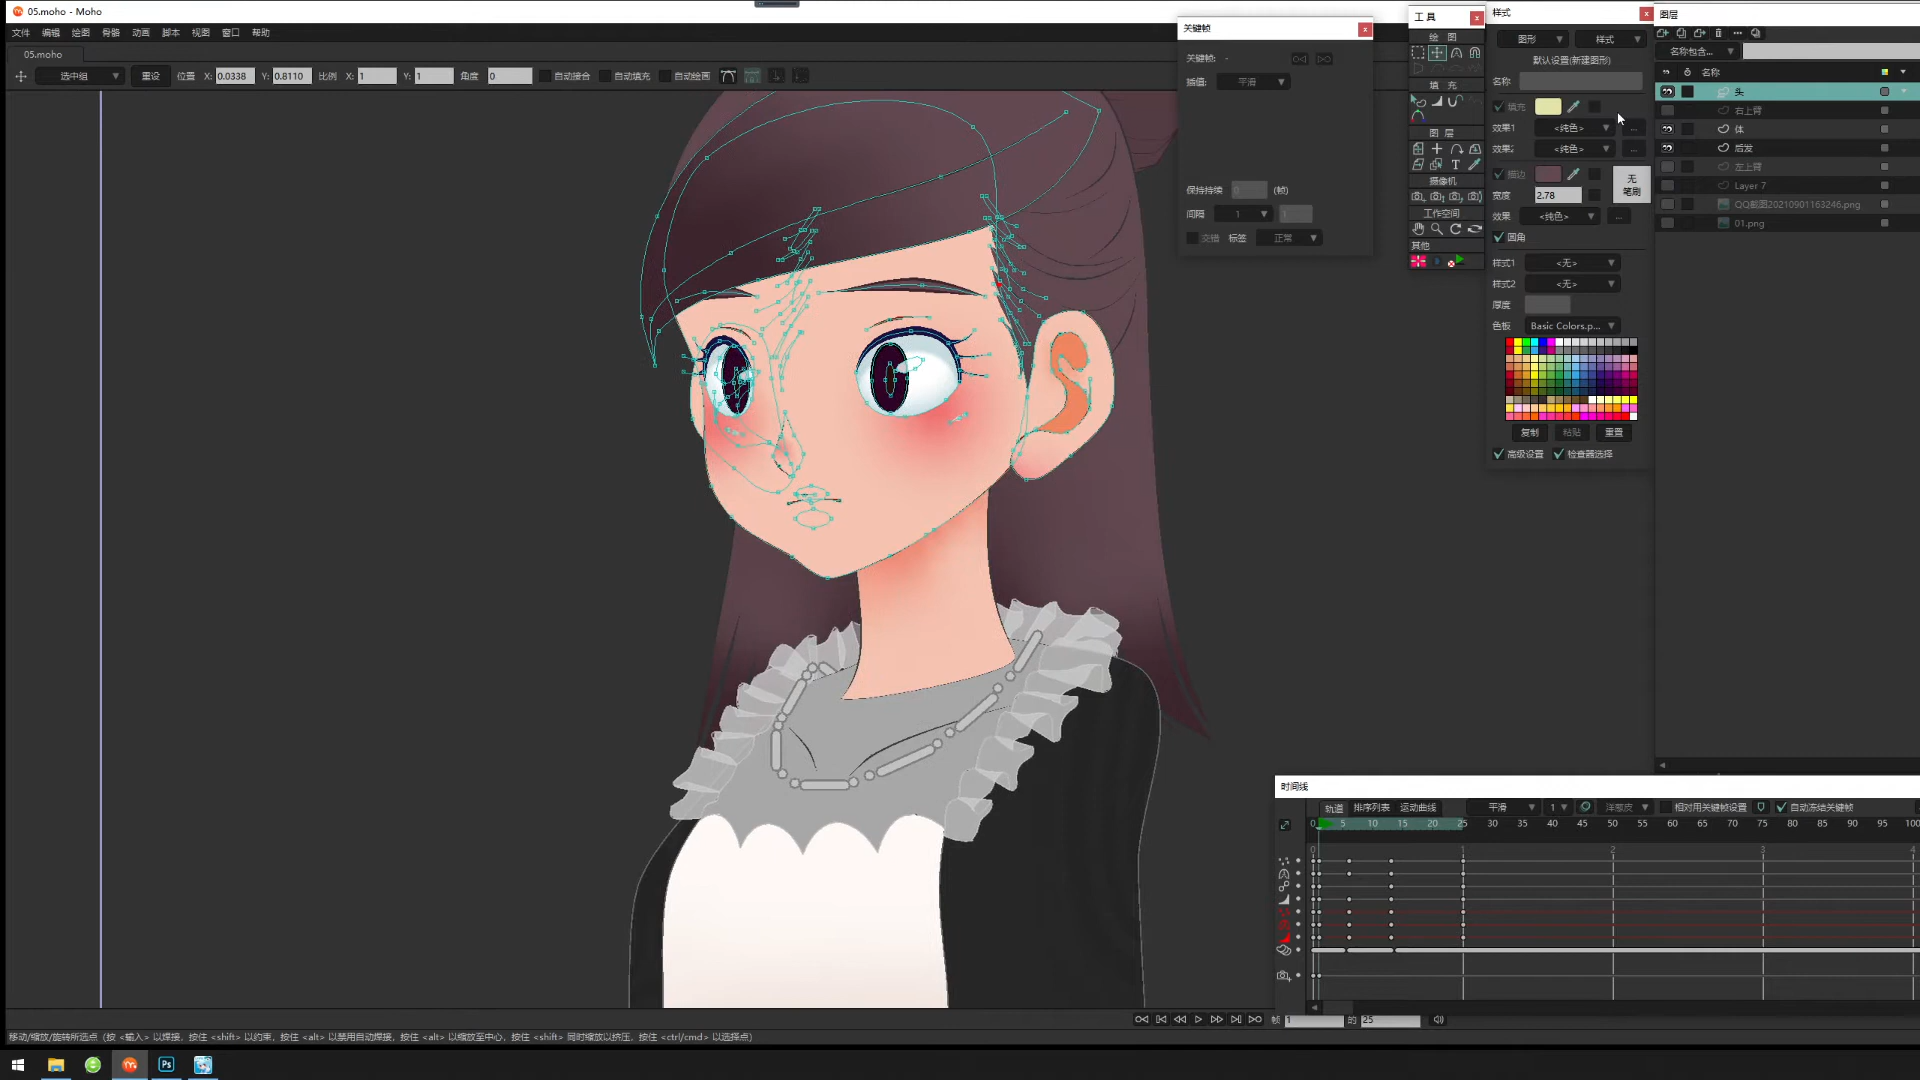 05.moho - Moho
文件 编辑 绘图 骨骼 动画 脚本 视图 窗口 帮助
05.moho
选中组 重设 位置 X: 0.0338 Y: 0.8110 比例 X: 1 Y: 1 角度 0 自动接合 自动填充 自动绘画
关键帧
关键帧: -
插值: 平滑
保持持续 0 (帧)
间隔 1 1
交错 标签 正常
工具
绘 图
填 充
图 层
摄像机
工作空间
其他
样式
图形 样式
默认设置(新建图形)
名称
填充
效果1 <纯色> ...
效果2 <纯色> ...
描边
宽度 2.78
无
笔刷
效果 <纯色> ...
圆角
样式1 <无>
样式2 <无>
厚度
色板 Basic Colors.p...
复制 粘贴 重置
高级设置 检查器选择
图层
名称包含...
名称
头
右上臂
体
后发
左上臂
Layer 7
QQ截图20210901163246.png
01.png
时间线
轨道 排序列表 运动曲线 平滑 1 洋葱皮 相对用关键帧设置 自动冻结关键帧
0 5 10 15 20 25 30 35 40 45 50 55 60 65 70 75 80 85 90 95 100
0 1 2 3 4
帧 1 的 25
移动/缩放/旋转所选点 (按 <输入> 以焊接，按住 <shift> 以约束，按住 <alt> 以禁用自动焊接，按住 <alt> 以缩放至中心，按住 <shift> 同时缩放以挤压，按住 <ctrl/cmd> 以选择点)
Ps